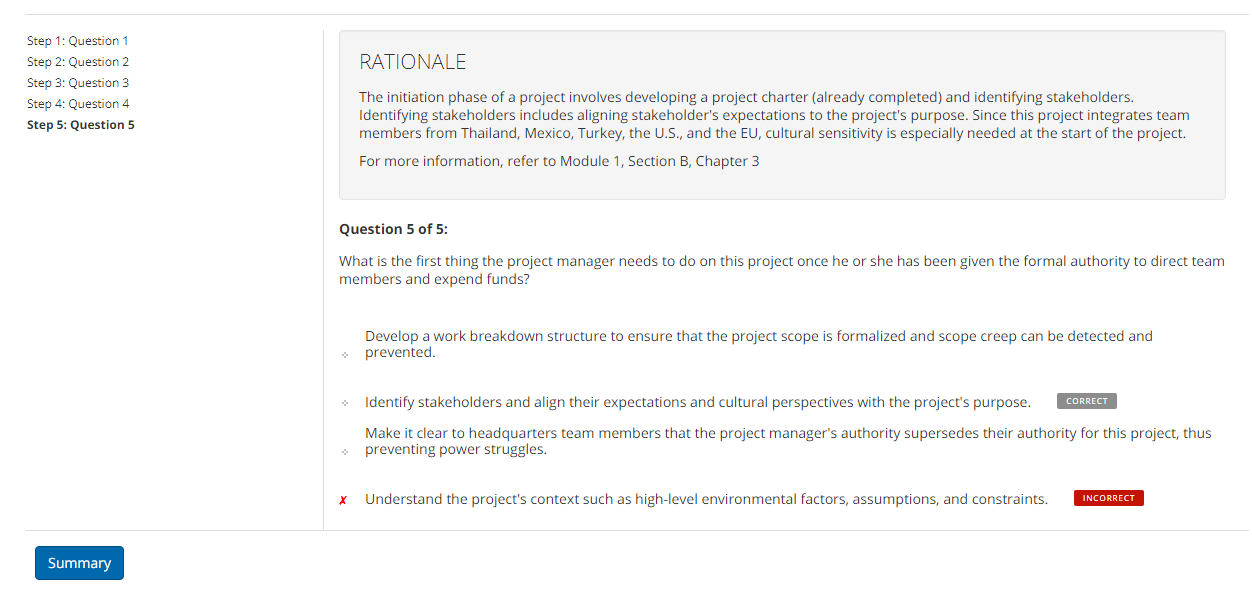 Step 1: Question 1
Step 2: Question 2
Step 3: Question 3
Step 4: Question 4
Step 5: Question 5
RATIONALE
The initiation phase of a project involves developing a project charter (already completed) and identifying stakeholders.
Identifying stakeholders includes aligning stakeholder's expectations to the project's purpose. Since this project integrates team
members from Thailand, Mexico, Turkey, the U.S., and the EU, cultural sensitivity is especially needed at the start of the project.
For more information, refer to Module 1, Section B, Chapter 3
Question 5 of 5:
What is the first thing the project manager needs to do on this project once he or she has been given the formal authority to direct team
members and expend funds?
Develop a work breakdown structure to ensure that the project scope is formalized and scope creep can be detected and
prevented.
Identify stakeholders and align their expectations and cultural perspectives with the project's purpose. CORRECT
Make it clear to headquarters team members that the project manager's authority supersedes their authority for this project, thus
preventing power struggles.
✗ Understand the project's context such as high-level environmental factors, assumptions, and constraints. INCORRECT
Summary